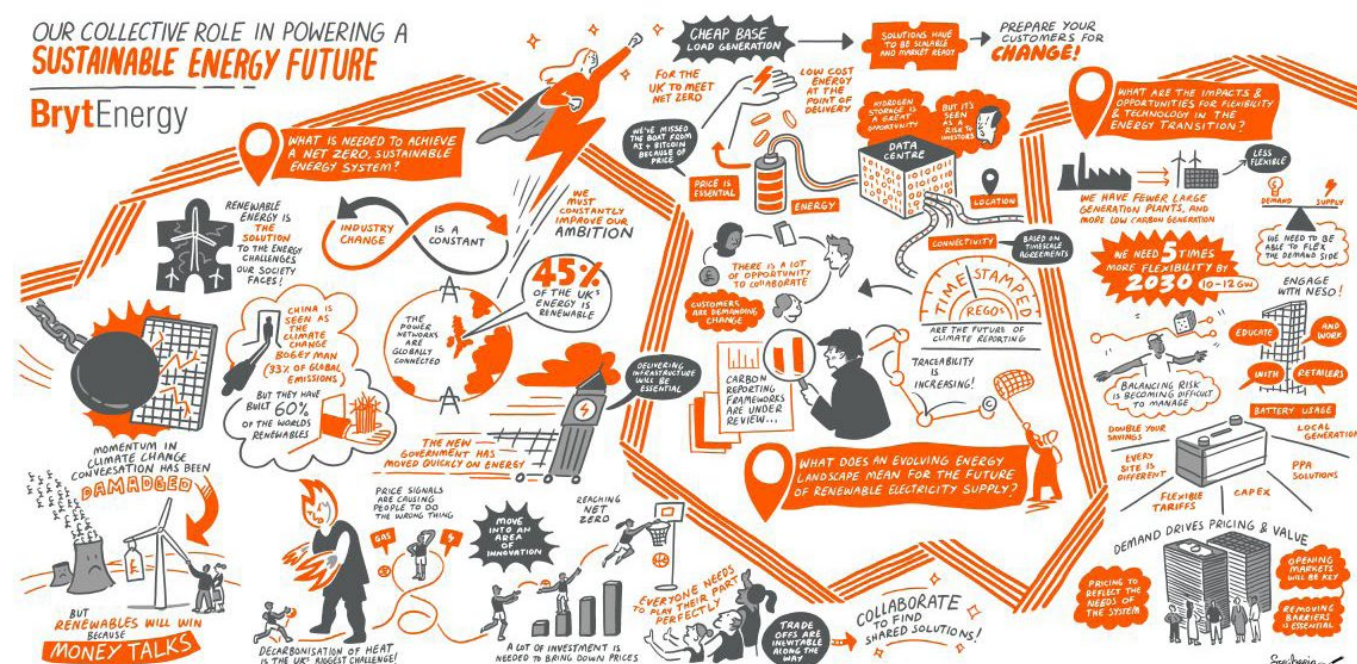 OUR COLLECTIVE ROLE IN POWERING A
SUSTAINABLE ENERGY FUTURE
BrytEnergy
WHAT IS NEEDED TO ACHIEVE
A NET ZERO, SUSTAINABLE
ENERGY SYSTEM?
RENEWABLE
ENERGY IS
THE
SOLUTION
TO THE ENERGY
CHALLENGES
OUR SOCIETY
FACES!
INDUSTRY
CHANGE
IS A
CONSTANT
WE
MUST
CONSTANTLY
IMPROVE OUR
AMBITION
45%
OF THE UK'S
ENERGY IS
RENEWABLE
THE
POWER
NETWORKS
ARE
GLOBALLY
CONNECTED
CHINA IS
SEEN AS
THE
CLIMATE
CHANGE
BOGEY MAN
(33% OF GLOBAL
EMISSIONS)
BUT THEY HAVE
BUILT 60%
OF THE WORLDS
RENEWABLES
DELIVERING
INFRASTRUCTURE
WILL BE
ESSENTIAL
THE NEW
GOVERNMENT HAS
MOVED QUICKLY ON ENERGY
MOMENTUM IN
CLIMATE CHANGE
CONVERSATION HAS BEEN
DAMADGED
£
BUT
RENEWABLES WILL WIN
BECAUSE
MONEY TALKS
PRICE SIGNALS
ARE CAUSING
PEOPLE TO DO
THE WRONG THING
GAS
DECARBONISATION OF HEAT
IS THE UK'S BIGGEST CHALLENGE!
MOVE
INTO AN
AREA
OF
INNOVATION
REACHING
NET
ZERO
A LOT OF INVESTMENT IS
NEEDED TO BRING DOWN PRICES
EVERYONE NEEDS
TO PLAY THEIR PART
PERFECTLY
TRADE
OFFS ARE
INEVITABLE
ALONG THE
WAY
COLLABORATE
TO FIND
SHARED SOLUTIONS!
CHEAP BASE
LOAD GENERATION
SOLUTIONS HAVE
TO BE SCALABLE
AND MARKET READY
PREPARE YOUR
CUSTOMERS FOR
CHANGE!
FOR THE
UK TO MEET
NET ZERO
LOW COST
ENERGY
AT THE
POINT OF
DELIVERY
WE'VE MISSED
THE BOAT FROM
AI + BITCOIN
BECAUSE OF
PRICE
PRICE IS
ESSENTIAL
ENERGY
HYDROGEN
STORAGE IS
A GREAT
OPPORTUNITY
BUT IT'S
SEEN
AS A
RISK TO
INVESTORS
DATA
CENTRE
LOCATION
CONNECTIVITY
BASED ON
TIMESCALE
AGREEMENTS
£
THERE IS A LOT
OF OPPORTUNITY
TO COLLABORATE
CUSTOMERS
ARE DEMANDING
CHANGE
TIME STAMPED
REGOs
ARE THE FUTURE OF
CLIMATE REPORTING
TRACEABILITY
IS INCREASING!
CARBON
REPORTING
FRAMEWORKS
ARE UNDER
REVIEW...
WHAT DOES AN EVOLVING ENERGY
LANDSCAPE MEAN FOR THE FUTURE
OF RENEWABLE ELECTRICITY SUPPLY?
WHAT ARE THE IMPACTS &
OPPORTUNITIES FOR FLEXIBILITY
& TECHNOLOGY IN THE
ENERGY TRANSITION?
LESS
FLEXIBLE
WE HAVE FEWER LARGE
GENERATION PLANTS, AND
MORE LOW CARBON GENERATION
DEMAND
SUPPLY
WE NEED TO BE
ABLE TO FLEX
THE DEMAND SIDE
WE NEED 5 TIMES
MORE FLEXIBILITY BY
2030 10-12GW
ENGAGE
WITH NESO!
EDUCATE
AND
WORK
WITH
RETAILERS
BALANCING RISK
IS BECOMING DIFFICULT
TO MANAGE
BATTERY USAGE
DOUBLE YOUR
SAVINGS
LOCAL
GENERATION
EVERY
SITE IS
DIFFERENT
PPA
SOLUTIONS
FLEXIBLE
TARIFFS
CAPEX
DEMAND DRIVES PRICING & VALUE
PRICING TO
REFLECT THE
NEEDS OF
THE SYSTEM
OPENING
MARKETS
WILL BE KEY
REMOVING
BARRIERS
IS ESSENTIAL